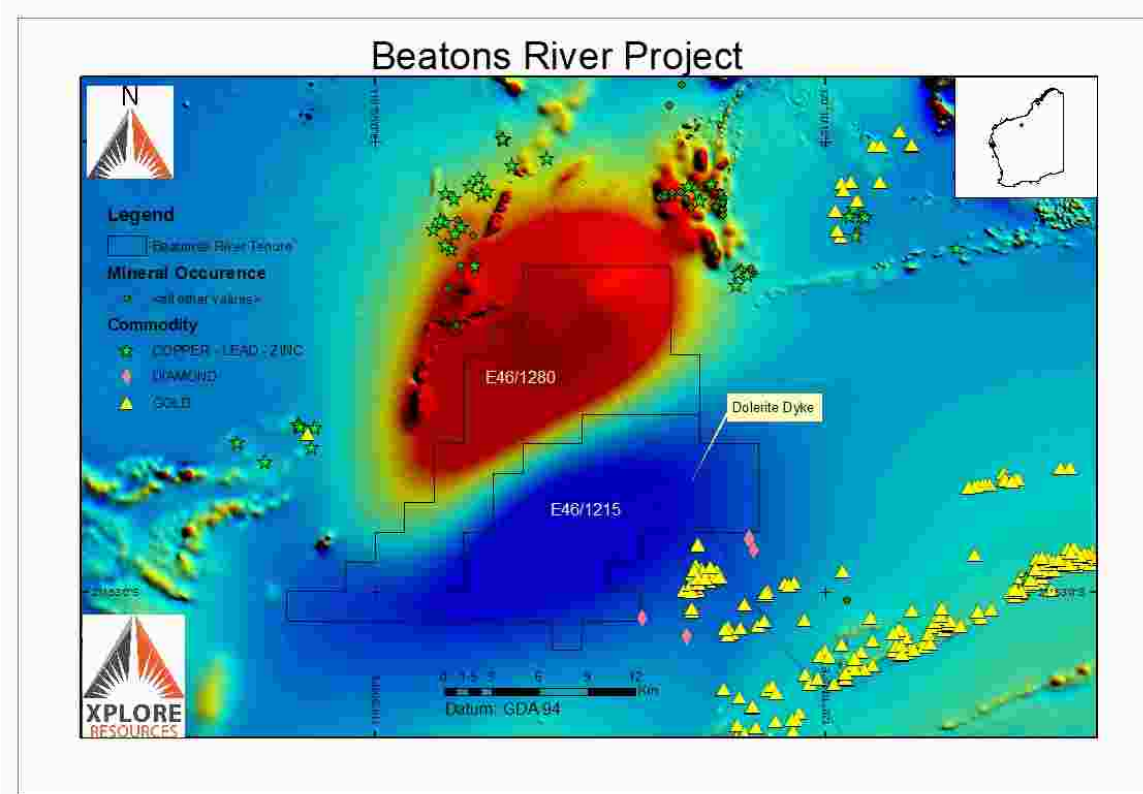 Beatons River Project
N
Legend
Beatons River Tenure
Mineral Occurence
<all other values>
Commodity
COPPER - LEAD - ZINC
DIAMOND
GOLD
E46/1280
Dolerite Dyke
E46/1215
0 1.5 3 6 9 12
Km
Datum: GDA 94
XPLORE
RESOURCES